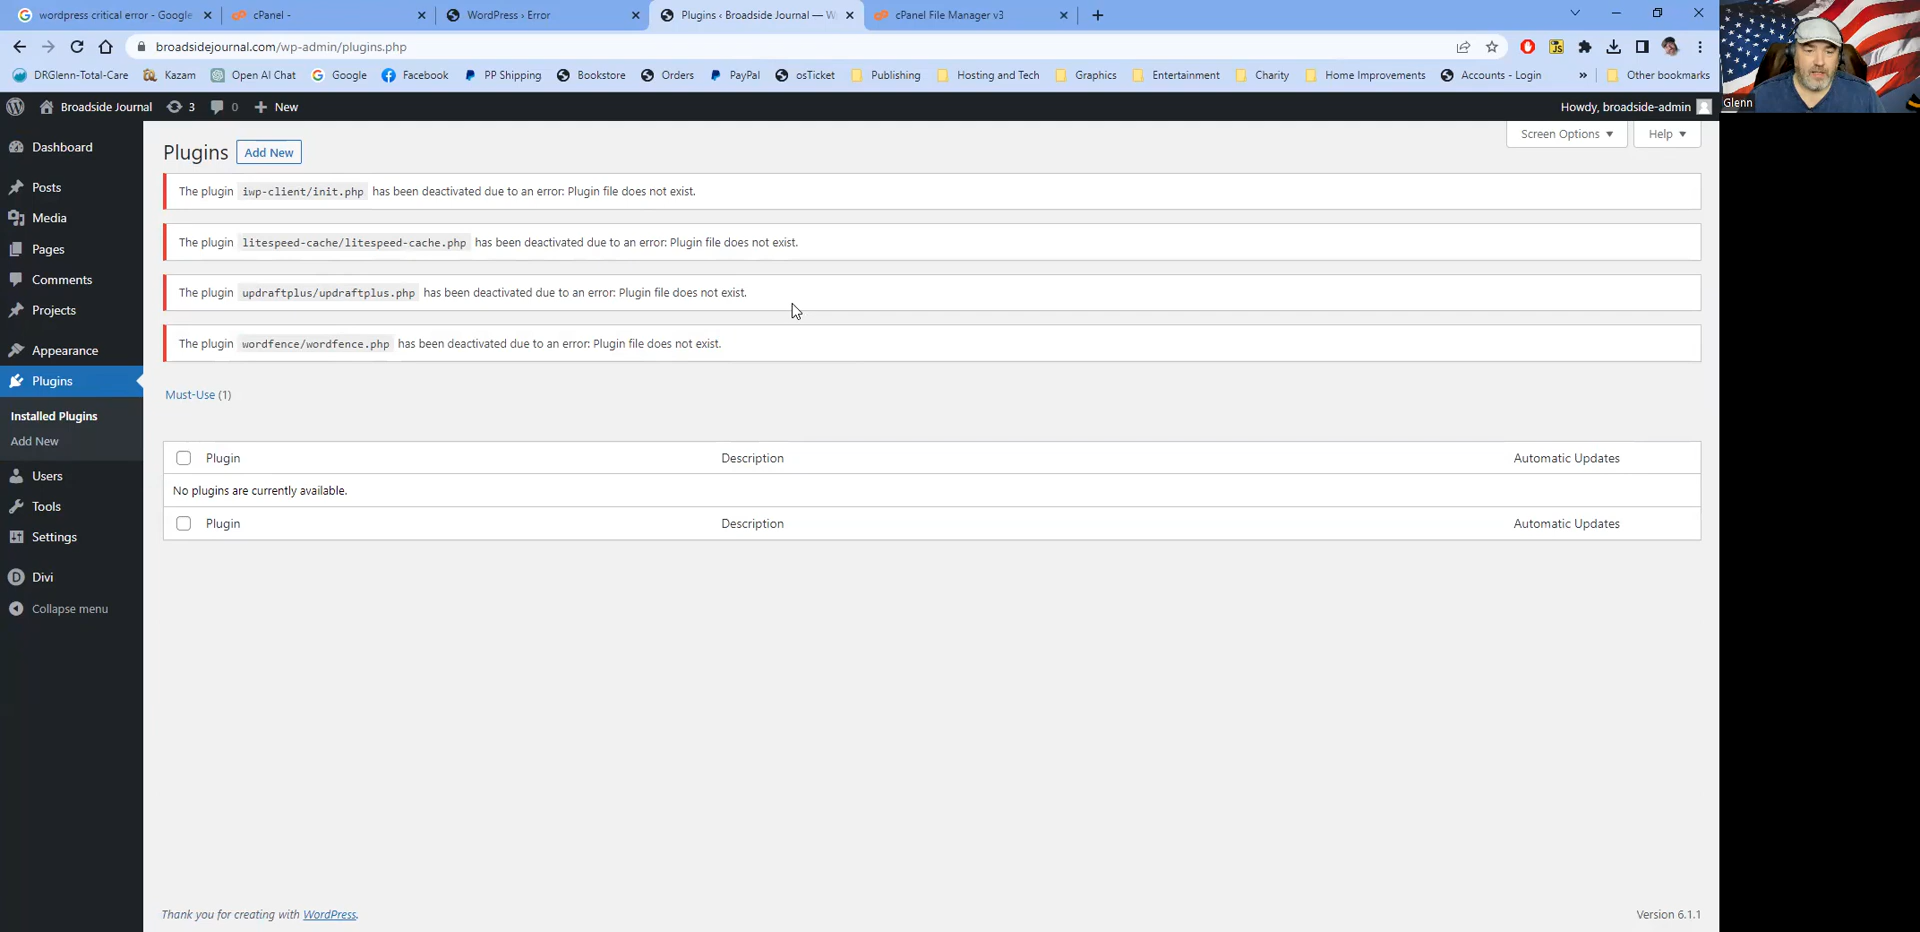 wordpress critical error - Google
cPanel -
WordPress › Error
Plugins ‹ Broadside Journal — W
cPanel File Manager v3
broadsidejournal.com/wp-admin/plugins.php
DRGlenn-Total-Care
Kazam
Open AI Chat
Google
Facebook
PP Shipping
Bookstore
Orders
PayPal
osTicket
Publishing
Hosting and Tech
Graphics
Entertainment
Charity
Home Improvements
Accounts - Login
»
Other bookmarks
Glenn
Broadside Journal
3
0
New
Howdy, broadside-admin
Dashboard
Posts
Media
Pages
Comments
Projects
Appearance
Plugins
Installed Plugins
Add New
Users
Tools
Settings
Divi
Collapse menu
Screen Options
Help
Plugins
Add New
The plugin iwp-client/init.php has been deactivated due to an error: Plugin file does not exist.
The plugin litespeed-cache/litespeed-cache.php has been deactivated due to an error: Plugin file does not exist.
The plugin updraftplus/updraftplus.php has been deactivated due to an error: Plugin file does not exist.
The plugin wordfence/wordfence.php has been deactivated due to an error: Plugin file does not exist.
Must-Use (1)
Plugin Description Automatic Updates
No plugins are currently available.
Plugin Description Automatic Updates
Thank you for creating with WordPress.
Version 6.1.1